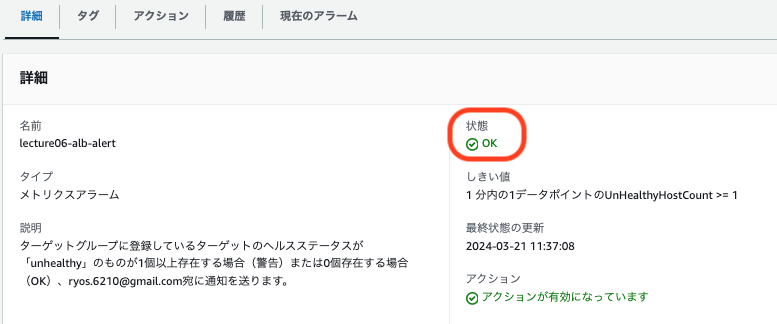 詳細
タグ
アクション
履歴
現在のアラーム
詳細
名前
lecture06-alb-alert
タイプ
メトリクスアラーム
説明
ターゲットグループに登録しているターゲットのヘルスステータスが
「unhealthy」のものが1個以上存在する場合（警告）または0個存在する場合
（OK）、ryos.6210@gmail.com宛に通知を送ります。
状態
OK
しきい値
1 分内の1データポイントのUnHealthyHostCount >= 1
最終状態の更新
2024-03-21 11:37:08
アクション
アクションが有効になっています